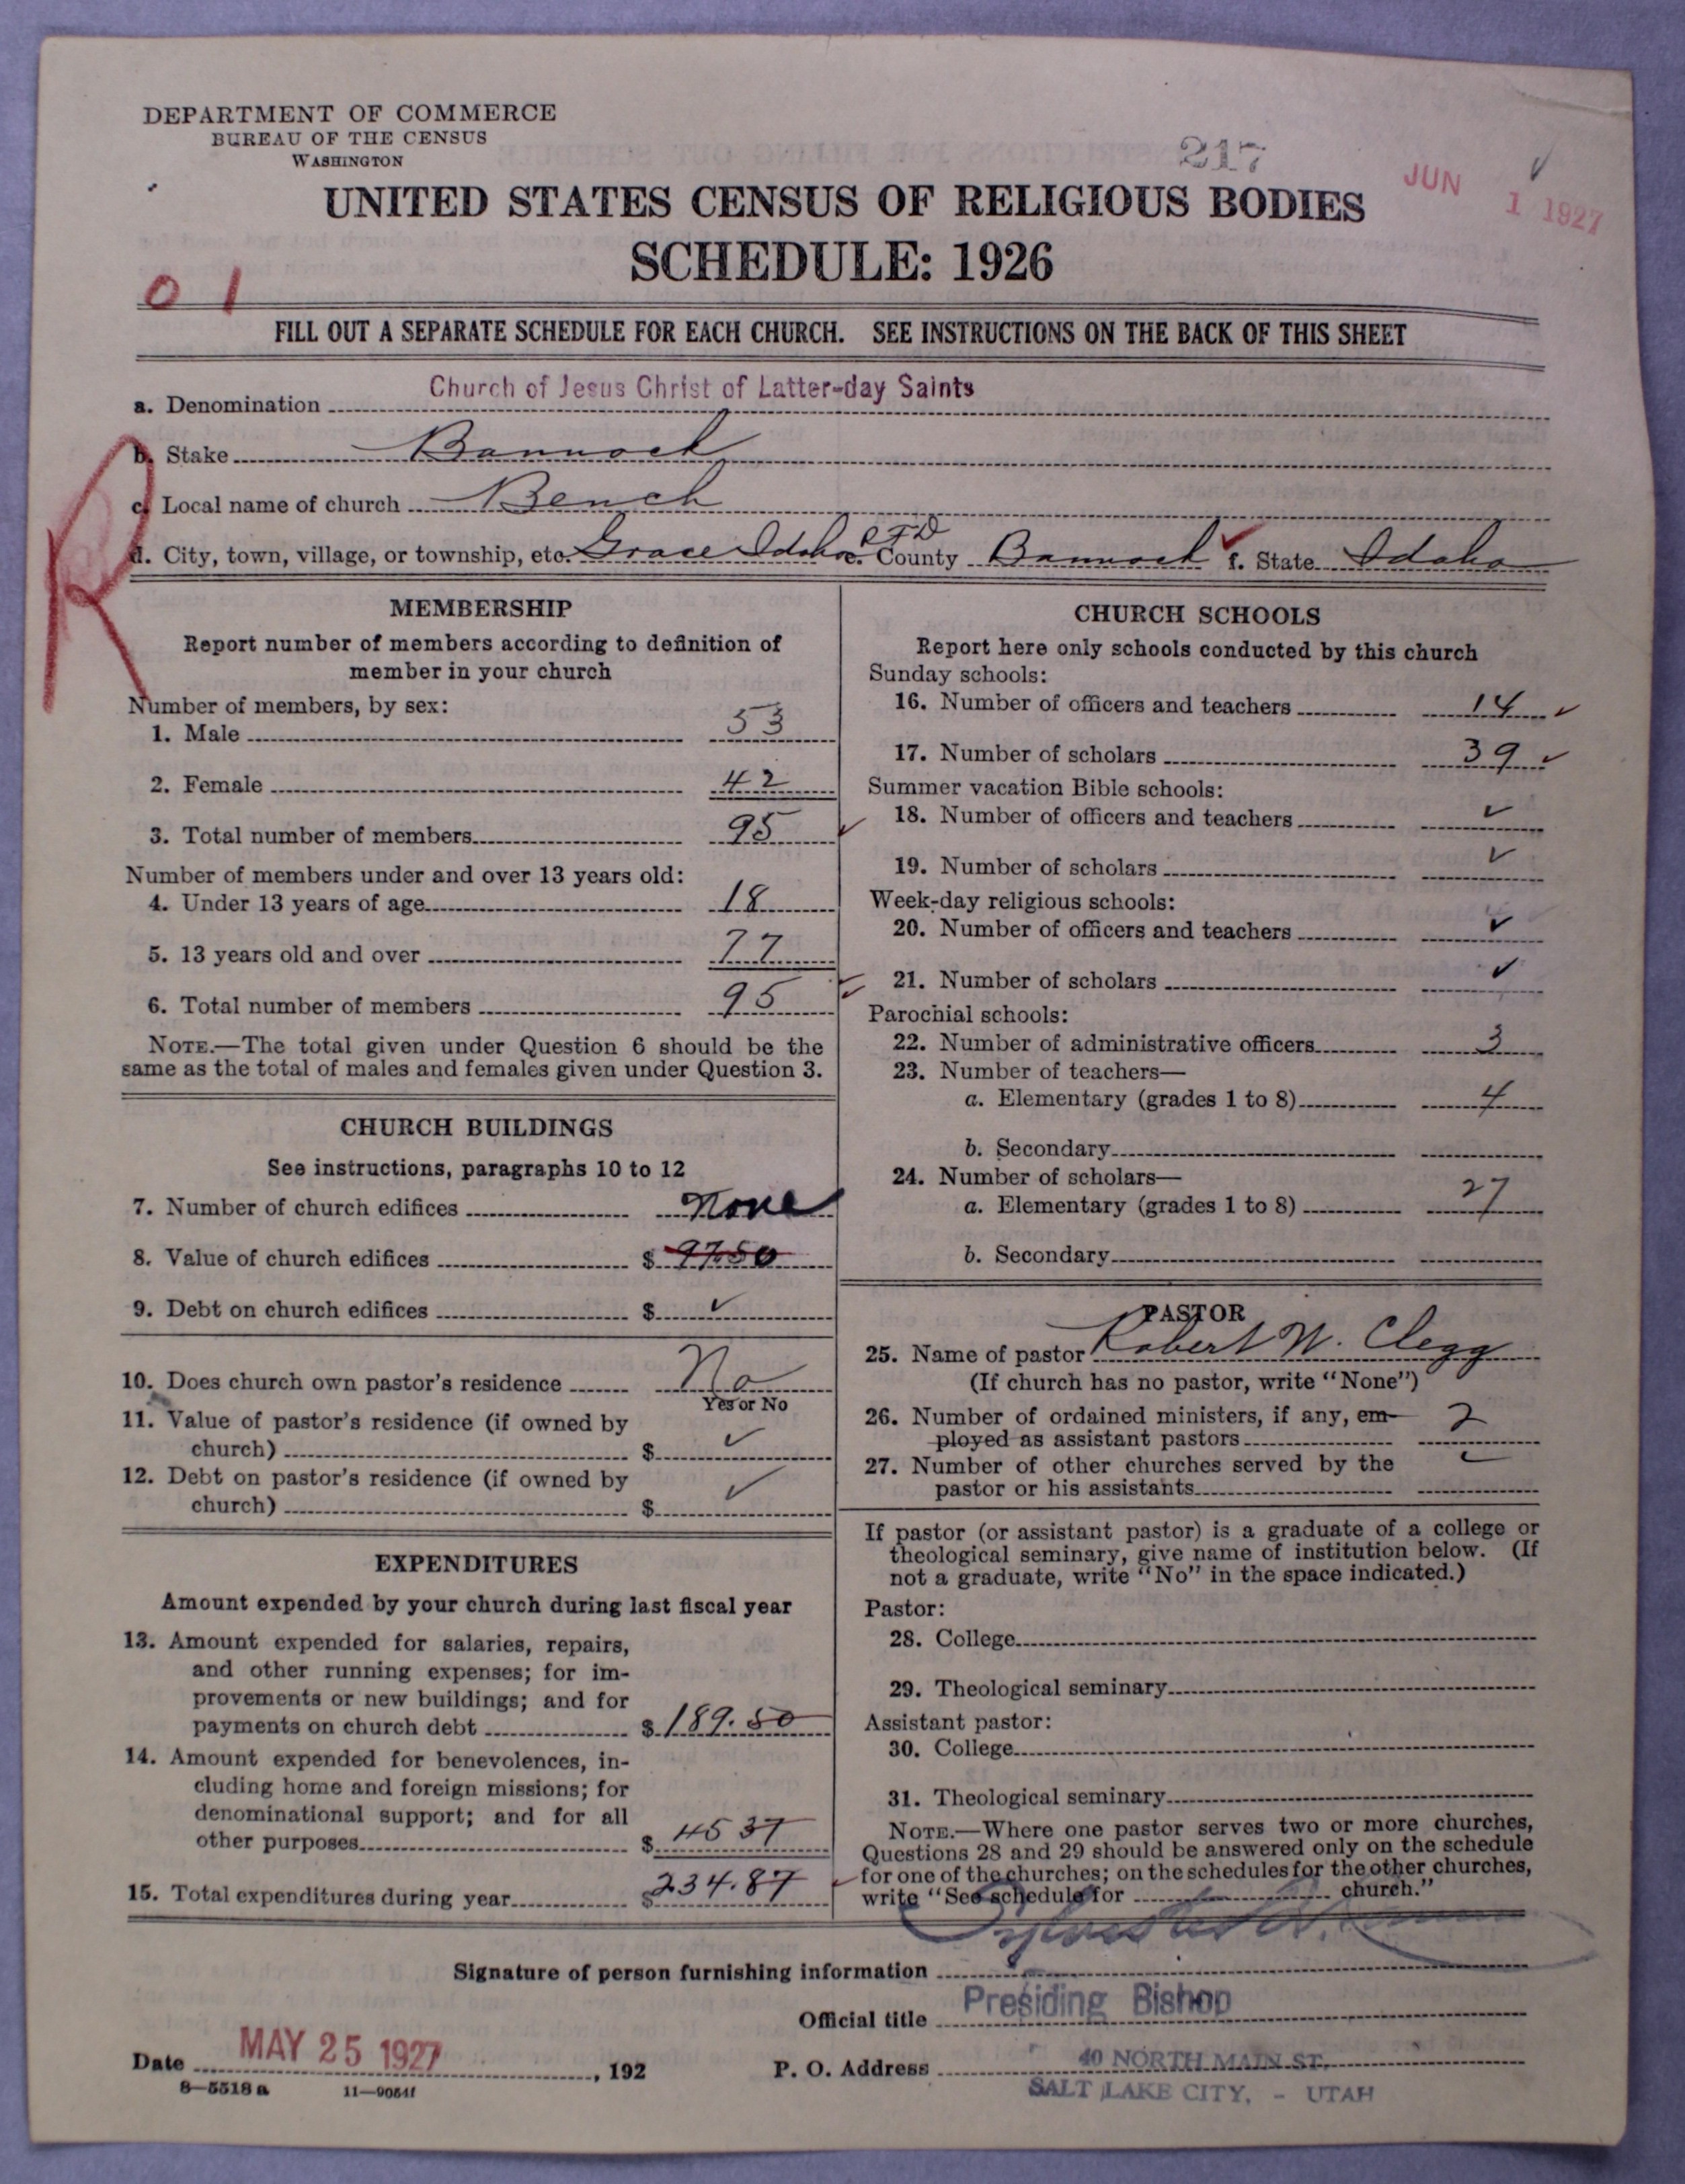 DEPARTMENT OF COMMERCE
BUREAU OF THE CENSUS
WASHINGTON
217
JUN 1 1927
UNITED STATES CENSUS OF RELIGIOUS BODIES
SCHEDULE: 1926
0 1
FILL OUT A SEPARATE SCHEDULE FOR EACH CHURCH. SEE INSTRUCTIONS ON THE BACK OF THIS SHEET
a. Denomination Church of Jesus Christ of Latter-day Saints
R
b. Stake Bannock
c. Local name of church Bench
d. City, town, village, or township, etc. Grace Idaho RFD e. County Bannock f. State Idaho
MEMBERSHIP
Report number of members according to definition of
member in your church
Number of members, by sex:
1. Male 53
2. Female 42
3. Total number of members 95
Number of members under and over 13 years old:
4. Under 13 years of age 18
5. 13 years old and over 77
6. Total number of members 95
NOTE.—The total given under Question 6 should be the
same as the total of males and females given under Question 3.
CHURCH BUILDINGS
See instructions, paragraphs 10 to 12
7. Number of church edifices None
8. Value of church edifices $ 9750
9. Debt on church edifices $ ✓
10. Does church own pastor's residence No
Yes or No
11. Value of pastor's residence (if owned by
church) $ ✓
12. Debt on pastor's residence (if owned by
church) $ ✓
EXPENDITURES
Amount expended by your church during last fiscal year
13. Amount expended for salaries, repairs,
and other running expenses; for im-
provements or new buildings; and for
payments on church debt $ 189.50
14. Amount expended for benevolences, in-
cluding home and foreign missions; for
denominational support; and for all
other purposes $ 45 37
15. Total expenditures during year $ 234.87
CHURCH SCHOOLS
Report here only schools conducted by this church
Sunday schools:
16. Number of officers and teachers 14 ✓
17. Number of scholars 39 ✓
Summer vacation Bible schools:
18. Number of officers and teachers ✓
19. Number of scholars ✓
Week-day religious schools:
20. Number of officers and teachers ✓
21. Number of scholars ✓
Parochial schools:
22. Number of administrative officers 3
23. Number of teachers—
a. Elementary (grades 1 to 8) 4
b. Secondary
24. Number of scholars—
a. Elementary (grades 1 to 8) 27
b. Secondary
PASTOR
25. Name of pastor Robert W. Clegg
(If church has no pastor, write "None")
26. Number of ordained ministers, if any, em-
ployed as assistant pastors 2
27. Number of other churches served by the
pastor or his assistants
If pastor (or assistant pastor) is a graduate of a college or
theological seminary, give name of institution below. (If
not a graduate, write "No" in the space indicated.)
Pastor:
28. College
29. Theological seminary
Assistant pastor:
30. College
31. Theological seminary
NOTE.—Where one pastor serves two or more churches,
Questions 28 and 29 should be answered only on the schedule
for one of the churches; on the schedules for the other churches,
write "See schedule for church."
Signature of person furnishing information
Official title Presiding Bishop
Date MAY 25 1927, 192
P. O. Address 40 NORTH MAIN ST.
SALT LAKE CITY, - UTAH
8—5518 a